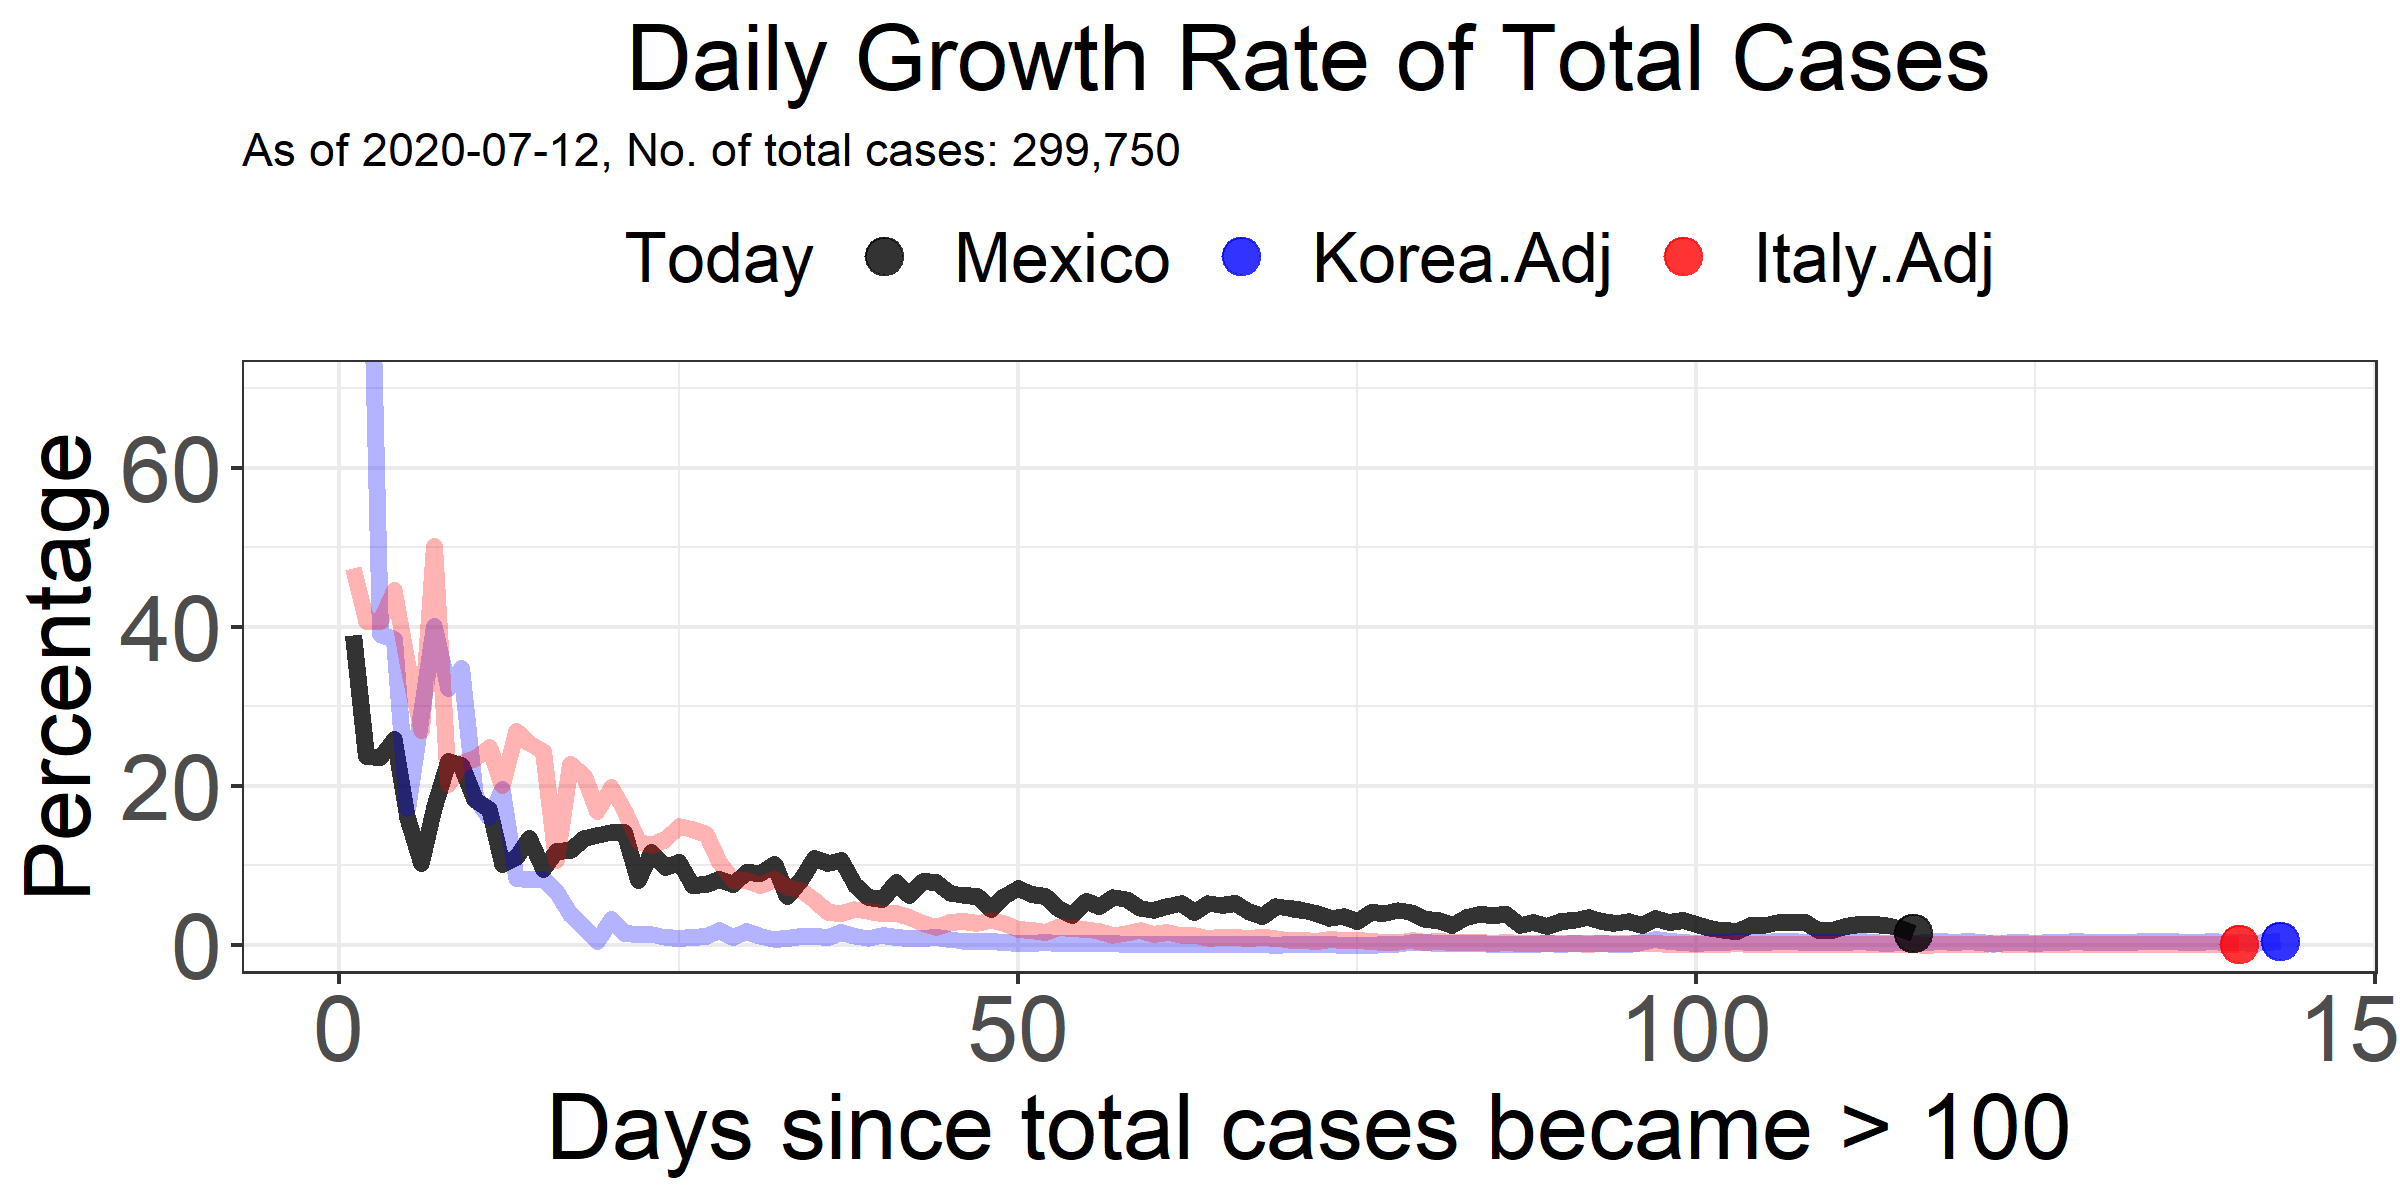 Daily Growth Rate of Total Cases
As of 2020-07-12, No. of total cases: 299,750
Today Mexico Korea.Adj Italy.Adj
Percentage
60
40
20
0
0 50 100 15
Days since total cases became > 100